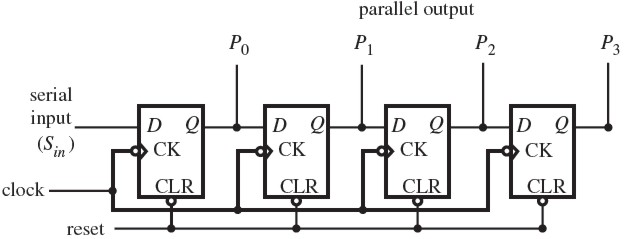 parallel output
P0 P1 P2 P3
serial
input
(Sin)
D Q D Q D Q D Q
CK CK CK CK
clock
CLR CLR CLR CLR
reset